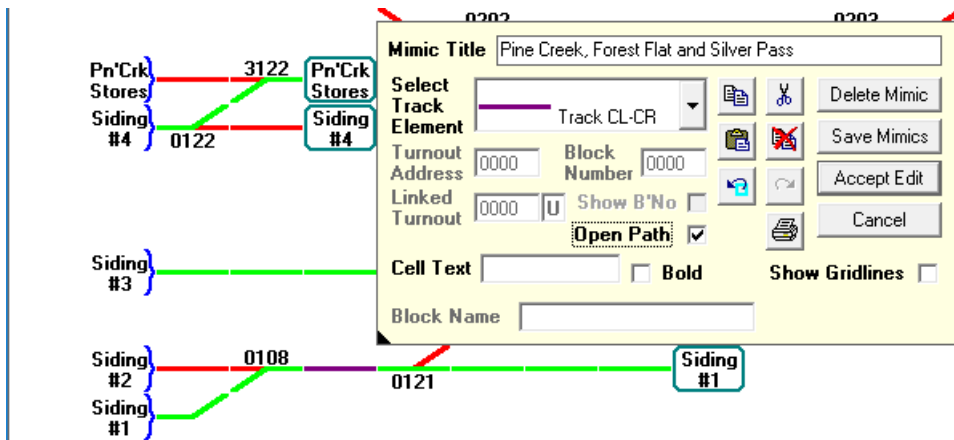 0202 0203
Pn'Crk
Stores
3122
Pn'Crk
Stores
Siding
#4
0122
Siding
#4
Siding
#3
Siding
#2
0108
0121
Siding
#1
Siding
#1
Mimic Title Pine Creek, Forest Flat and Silver Pass
Select
Track
Element
Track CL-CR
Delete Mimic
Save Mimics
Turnout
Address 0000
Block
Number 0000
Accept Edit
Linked
Turnout 0000 U
Show B'No
Cancel
Open Path
Cell Text
Bold
Show Gridlines
Block Name